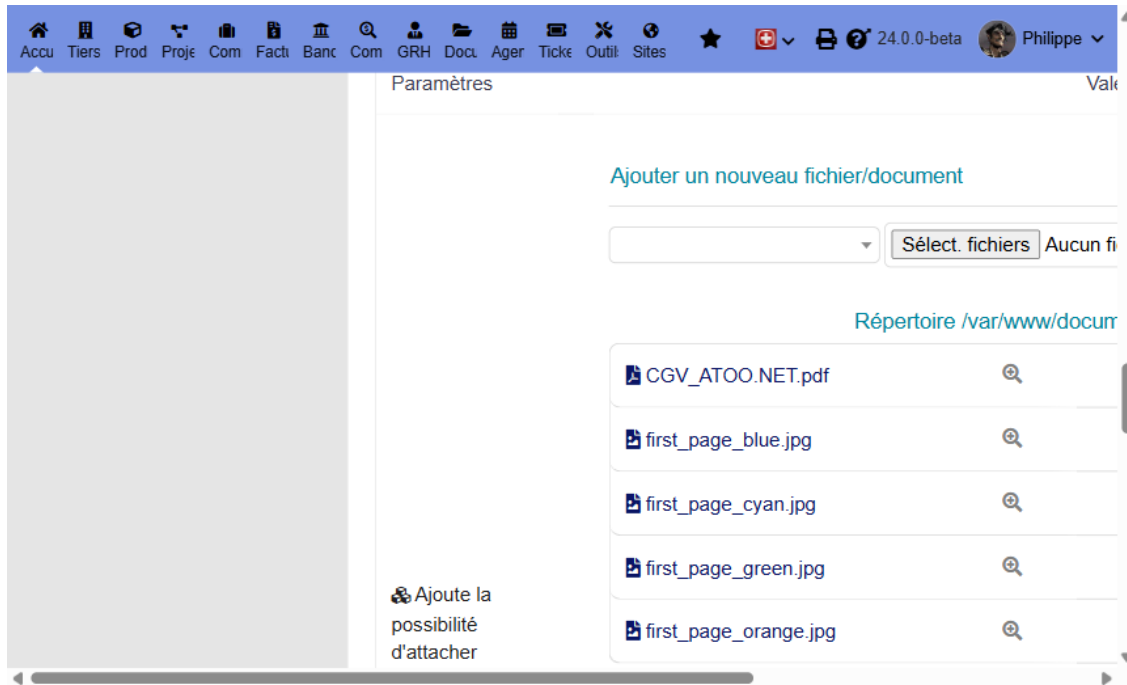 Accu Tiers Prod Proje Com Factu Banc Com GRH Docu Ager Ticke Outil Sites 24.0.0-beta Philippe
Paramètres Vale
Ajouter un nouveau fichier/document
Sélect. fichiers Aucun fi
Répertoire /var/www/docum
CGV_ATOO.NET.pdf
first_page_blue.jpg
first_page_cyan.jpg
first_page_green.jpg
first_page_orange.jpg
Ajoute la
possibilité
d'attacher